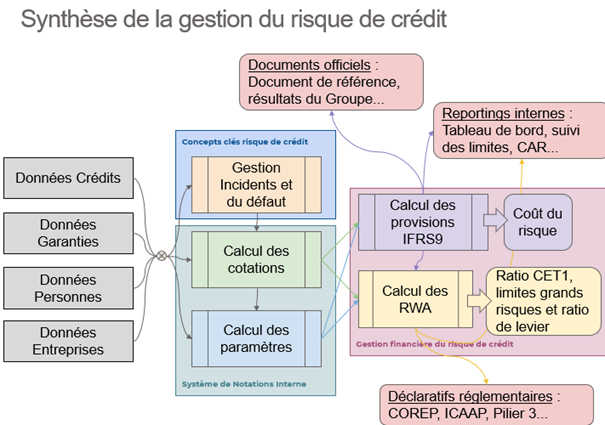 Synthèse de la gestion du risque de crédit
Documents officiels :
Document de référence,
résultats du Groupe...
Reportings internes :
Tableau de bord, suivi
des limites, CAR...
Concepts clés risque de crédit
Gestion
Incidents et
du défaut
Données Crédits
Données
Garanties
Données
Personnes
Données
Entreprises
Calcul des
cotations
Calcul des
paramètres
Système de Notations Interne
Calcul des
provisions
IFRS9
Coût du
risque
Calcul des
RWA
Ratio CET1,
limites grands
risques et ratio
de levier
Gestion financière du risque de crédit
Déclaratifs réglementaires :
COREP, ICAAP, Pilier 3...